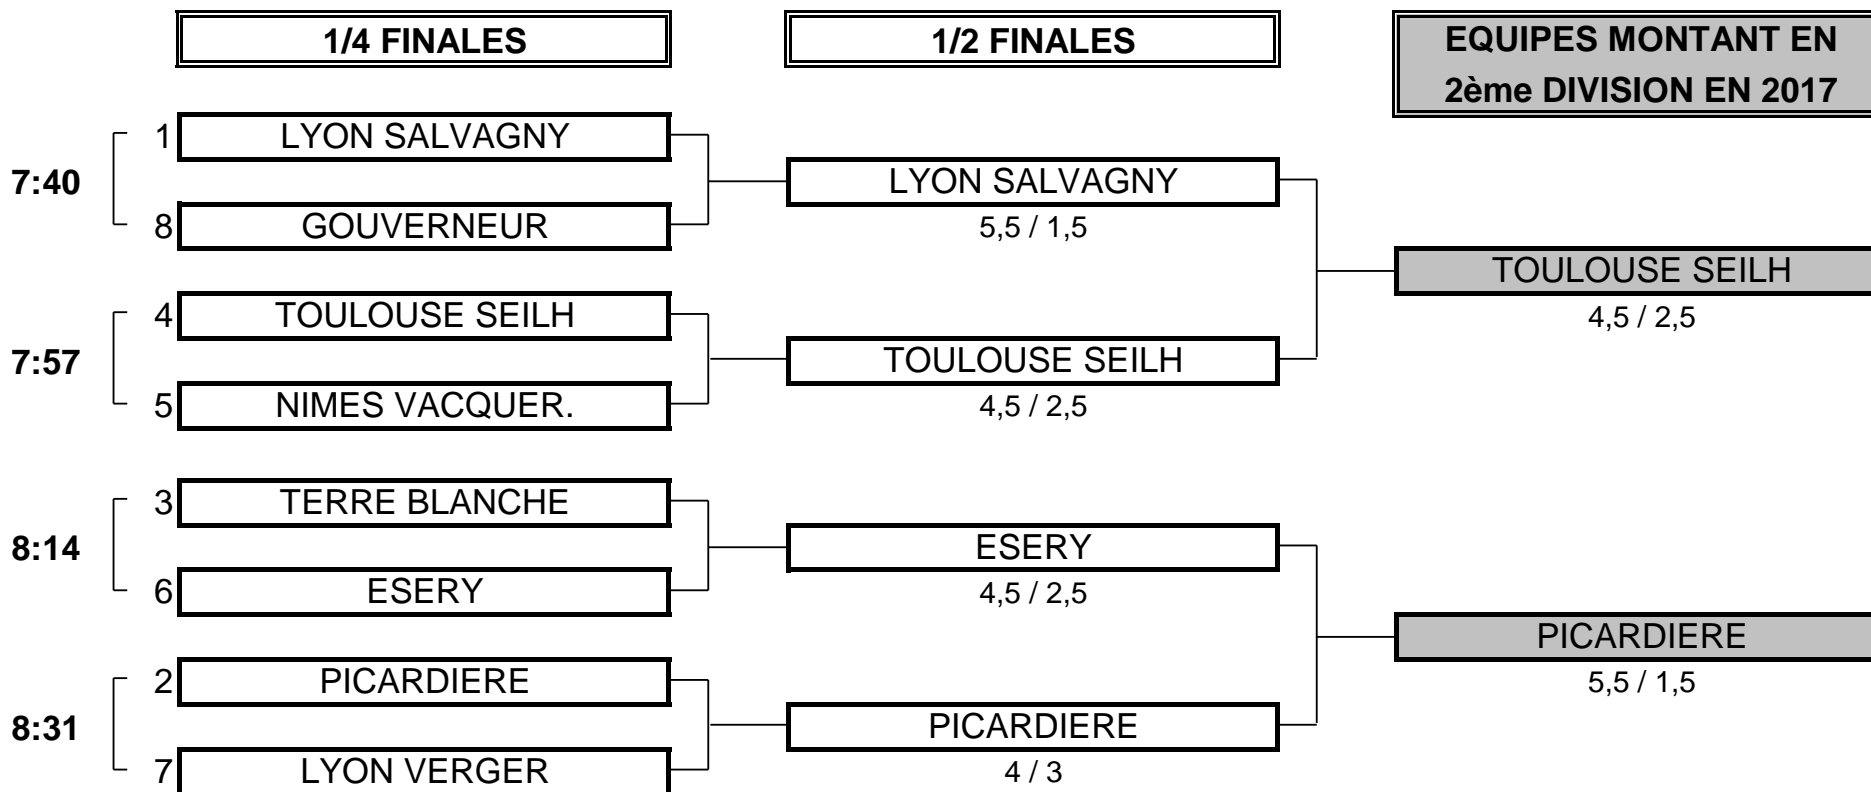 1/4 FINALES
1/2 FINALES
EQUIPES MONTANT EN
2ème DIVISION EN 2017
7:40
1 LYON SALVAGNY
8 GOUVERNEUR
LYON SALVAGNY
5,5 / 1,5
7:57
4 TOULOUSE SEILH
5 NIMES VACQUER.
TOULOUSE SEILH
4,5 / 2,5
TOULOUSE SEILH
4,5 / 2,5
8:14
3 TERRE BLANCHE
6 ESERY
ESERY
4,5 / 2,5
8:31
2 PICARDIERE
7 LYON VERGER
PICARDIERE
4 / 3
PICARDIERE
5,5 / 1,5